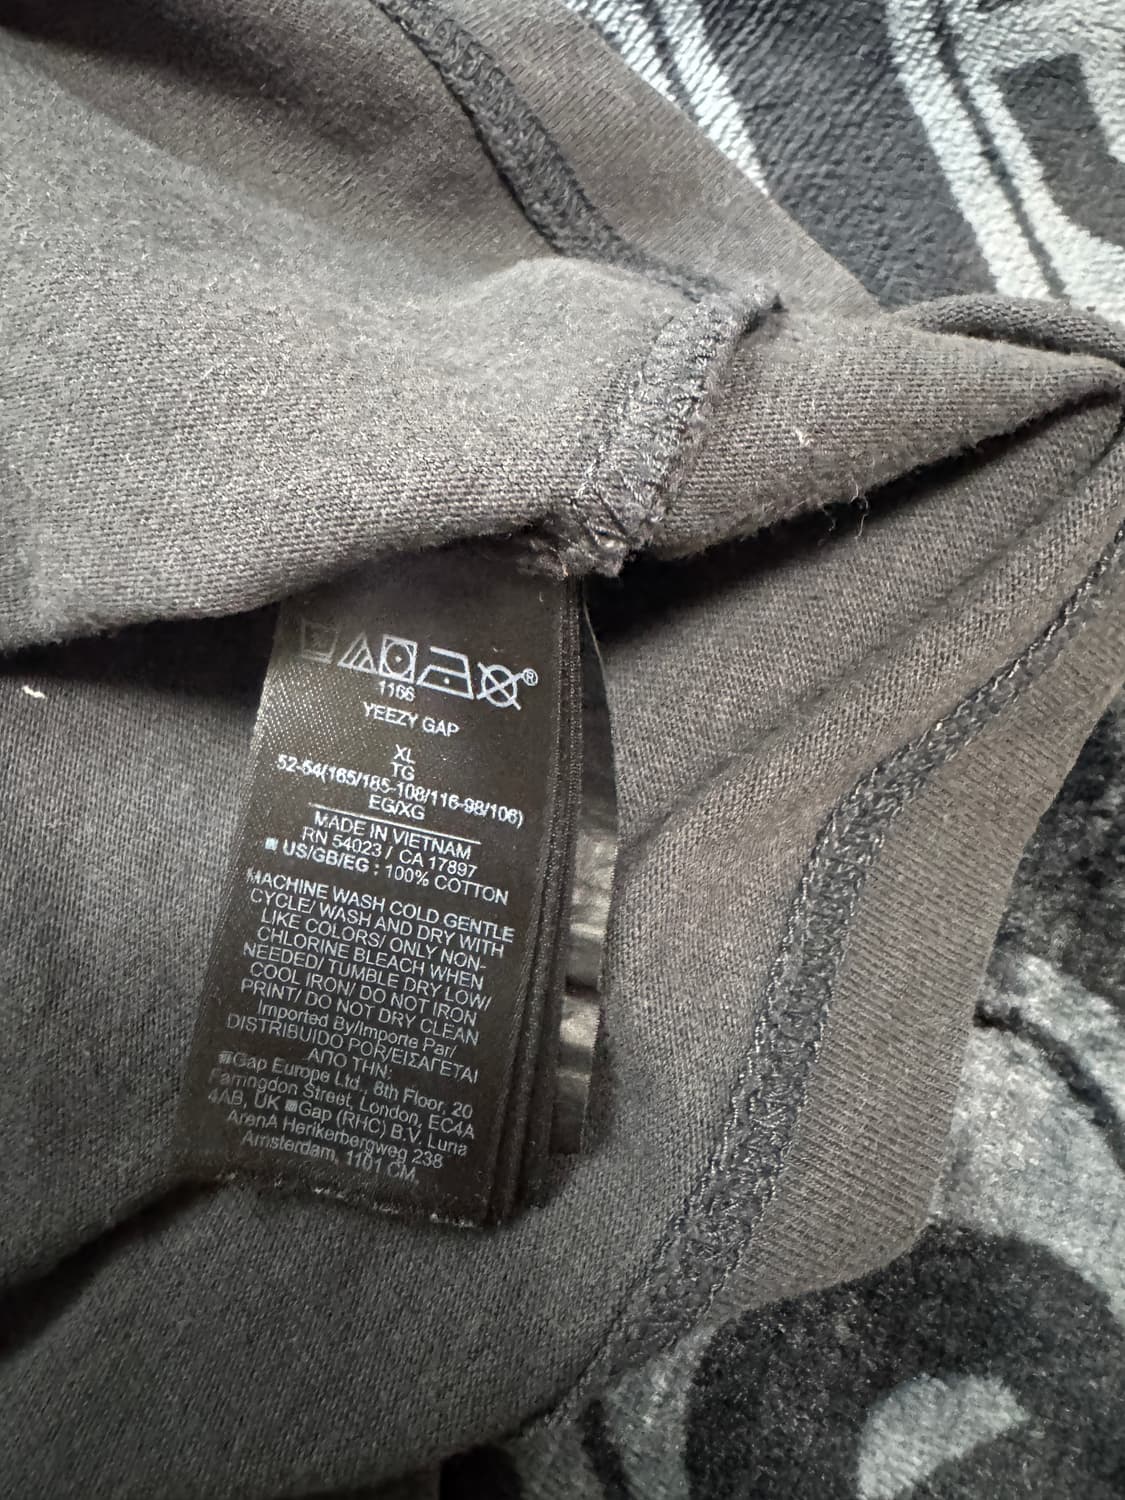 ®
1166
YEEZY GAP
XL
TG
52-54(165/185-108/116-98/106)
EG/XG
MADE IN VIETNAM
RN 54023 / CA 17897
US/GB/EG : 100% COTTON
MACHINE WASH COLD GENTLE
CYCLE/ WASH AND DRY WITH
LIKE COLORS/ ONLY NON-
CHLORINE BLEACH WHEN
NEEDED/ TUMBLE DRY LOW/
COOL IRON/ DO NOT IRON
PRINT/ DO NOT DRY CLEAN
Imported By/Importe Par/
DISTRIBUIDO POR/ΕΙΣΑΓΕΤΑΙ
ΑΠΟ ΤΗΝ:
Gap Europe Ltd., 8th Floor, 20
Farringdon Street, London, EC4A
4AB, UK Gap (RHC) B.V. Luna
ArenA Herikerbergweg 238
Amsterdam, 1101 CM,